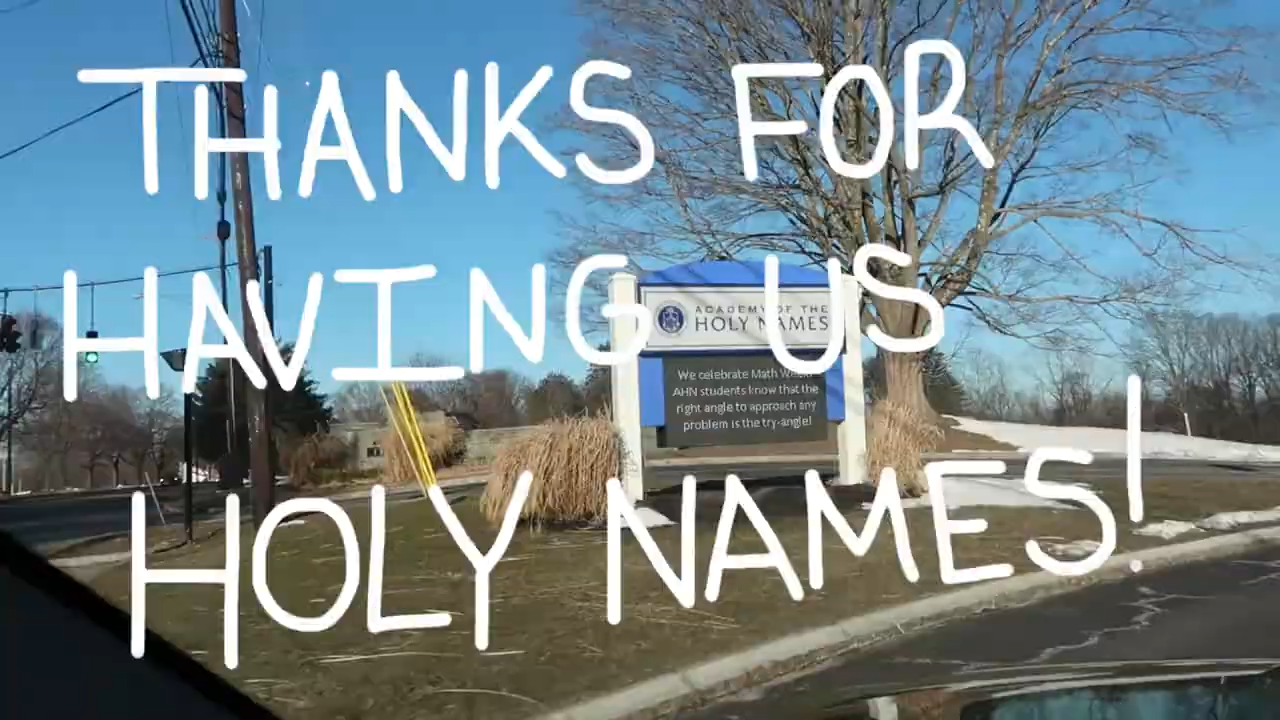 THANKS FOR
HAVING US
HOLY NAMES!
ACADEMY OF THE
HOLY NAMES
We celebrate Math Week!
AHN students know that the
right angle to approach any
problem is the try-angle!